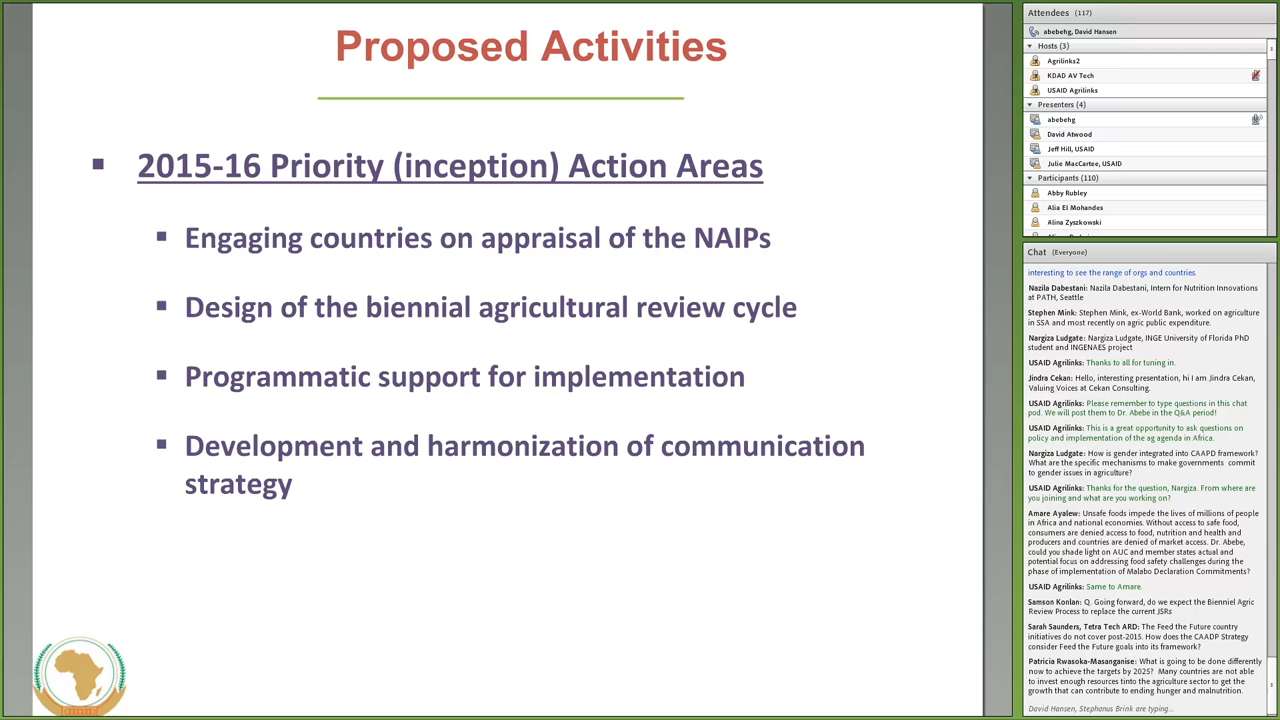 Proposed Activities
2015-16 Priority (inception) Action Areas
Engaging countries on appraisal of the NAIPs
Design of the biennial agricultural review cycle
Programmatic support for implementation
Development and harmonization of communication
strategy
Attendees (117)
abebehg, David Hansen
Hosts (3)
Agrilinks2
KDAD AV Tech
USAID Agrilinks
Presenters (4)
abebehg
David Atwood
Jeff Hill, USAID
Julie MacCartee, USAID
Participants (110)
Abby Rubley
Alia El Mohandes
Alina Zyszkowski
Chat (Everyone)
interesting to see the range of orgs and countries.
Nazila Dabestani: Nazila Dabestani, Intern for Nutrition Innovations
at PATH, Seattle
Stephen Mink: Stephen Mink, ex-World Bank, worked on agriculture
in SSA and most recently on agric public expenditure.
Nargiza Ludgate: Nargiza Ludgate, INGE University of Florida PhD
student and INGENAES project
USAID Agrilinks: Thanks to all for tuning in.
Jindra Cekan: Hello, interesting presentation, hi I am Jindra Cekan,
Valuing Voices at Cekan Consulting.
USAID Agrilinks: Please remember to type questions in this chat
pod. We will post them to Dr. Abebe in the Q&A period!
USAID Agrilinks: This is a great opportunity to ask questions on
policy and implementation of the ag agenda in Africa.
Nargiza Ludgate: How is gender integrated into CAAPD framework?
What are the specific mechanisms to make governments commit
to gender issues in agriculture?
USAID Agrilinks: Thanks for the question, Nargiza. From where are
you joining and what are you working on?
Amare Ayalew: Unsafe foods impede the lives of millions of people
in Africa and national economies. Without access to safe food,
consumers are denied access to food, nutrition and health and
producers and countries are denied of market access. Dr. Abebe,
could you shade light on AUC and member states actual and
potential focus on addressing food safety challenges during the
phase of implementation of Malabo Declaration Commitments?
USAID Agrilinks: Same to Amare.
Samson Konlan: Q. Going forward, do we expect the Bienniel Agric
Review Process to replace the current JSRs
Sarah Saunders, Tetra Tech ARD: The Feed the Future country
initiatives do not cover post-2015. How does the CAADP Strategy
consider Feed the Future goals into its framework?
Patricia Rwasoka-Masanganise: What is going to be done differently
now to achieve the targets by 2025? Many countries are not able
to invest enough resources tinto the agriculture sector to get the
growth that can contribute to ending hunger and malnutrition.
David Hansen, Stephanus Brink are typing...